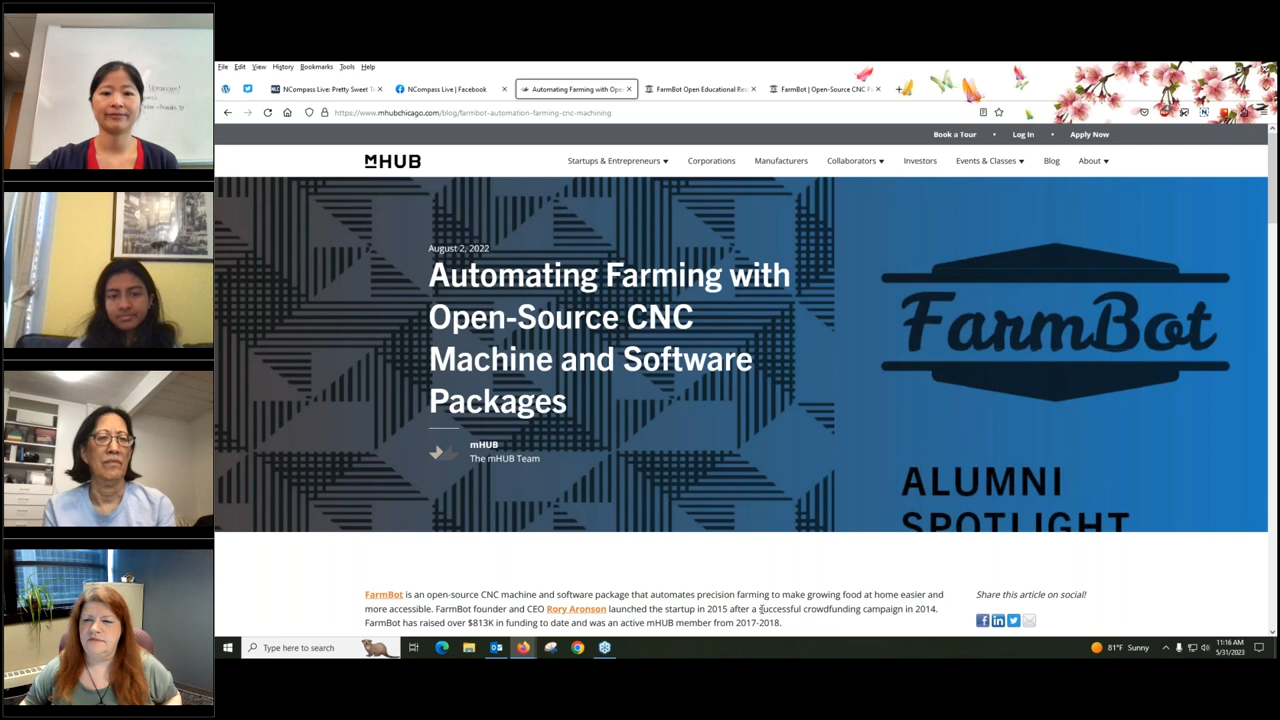 File Edit View History Bookmarks Tools Help
NCompass Live: Pretty Sweet T
NCompass Live | Facebook
Automating Farming with Ope
FarmBot Open Educational Res
FarmBot | Open-Source CNC Fa
https://www.mhubchicago.com/blog/farmbot-automation-farming-cnc-machining
Book a Tour • Log In • Apply Now
mHUB
Startups & Entrepreneurs Corporations Manufacturers Collaborators Investors Events & Classes Blog About
August 2, 2022
Automating Farming with
Open-Source CNC
Machine and Software
Packages
mHUB
The mHUB Team
FarmBot
ALUMNI
SPOTLIGHT
FarmBot is an open-source CNC machine and software package that automates precision farming to make growing food at home easier and
more accessible. FarmBot founder and CEO Rory Aronson launched the startup in 2015 after a successful crowdfunding campaign in 2014.
FarmBot has raised over $813K in funding to date and was an active mHUB member from 2017-2018.
Share this article on social!
Type here to search
81°F Sunny
11:16 AM
5/31/2023